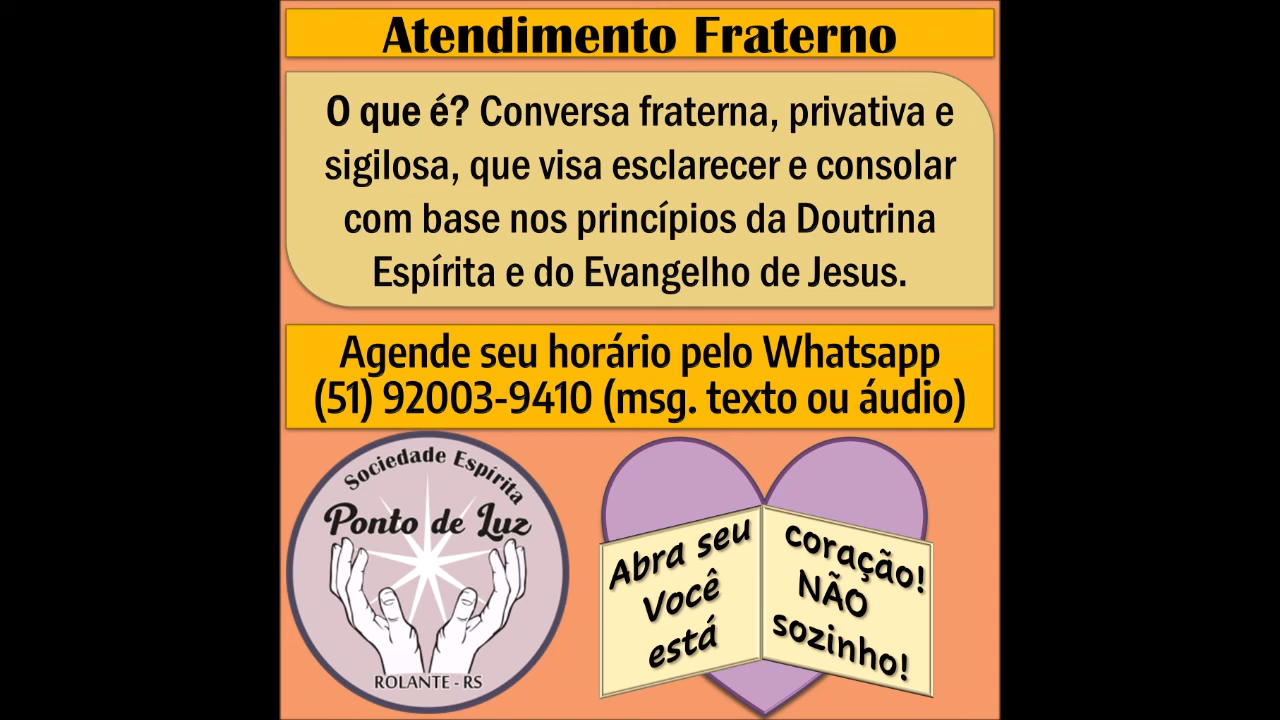 Atendimento Fraterno
O que é? Conversa fraterna, privativa e
sigilosa, que visa esclarecer e consolar
com base nos princípios da Doutrina
Espírita e do Evangelho de Jesus.
Agende seu horário pelo Whatsapp
(51) 92003-9410 (msg. texto ou áudio)
Sociedade Espírita
Ponto de Luz
ROLANTE - RS
Abra seu coração!
Você NÃO
está sozinho!